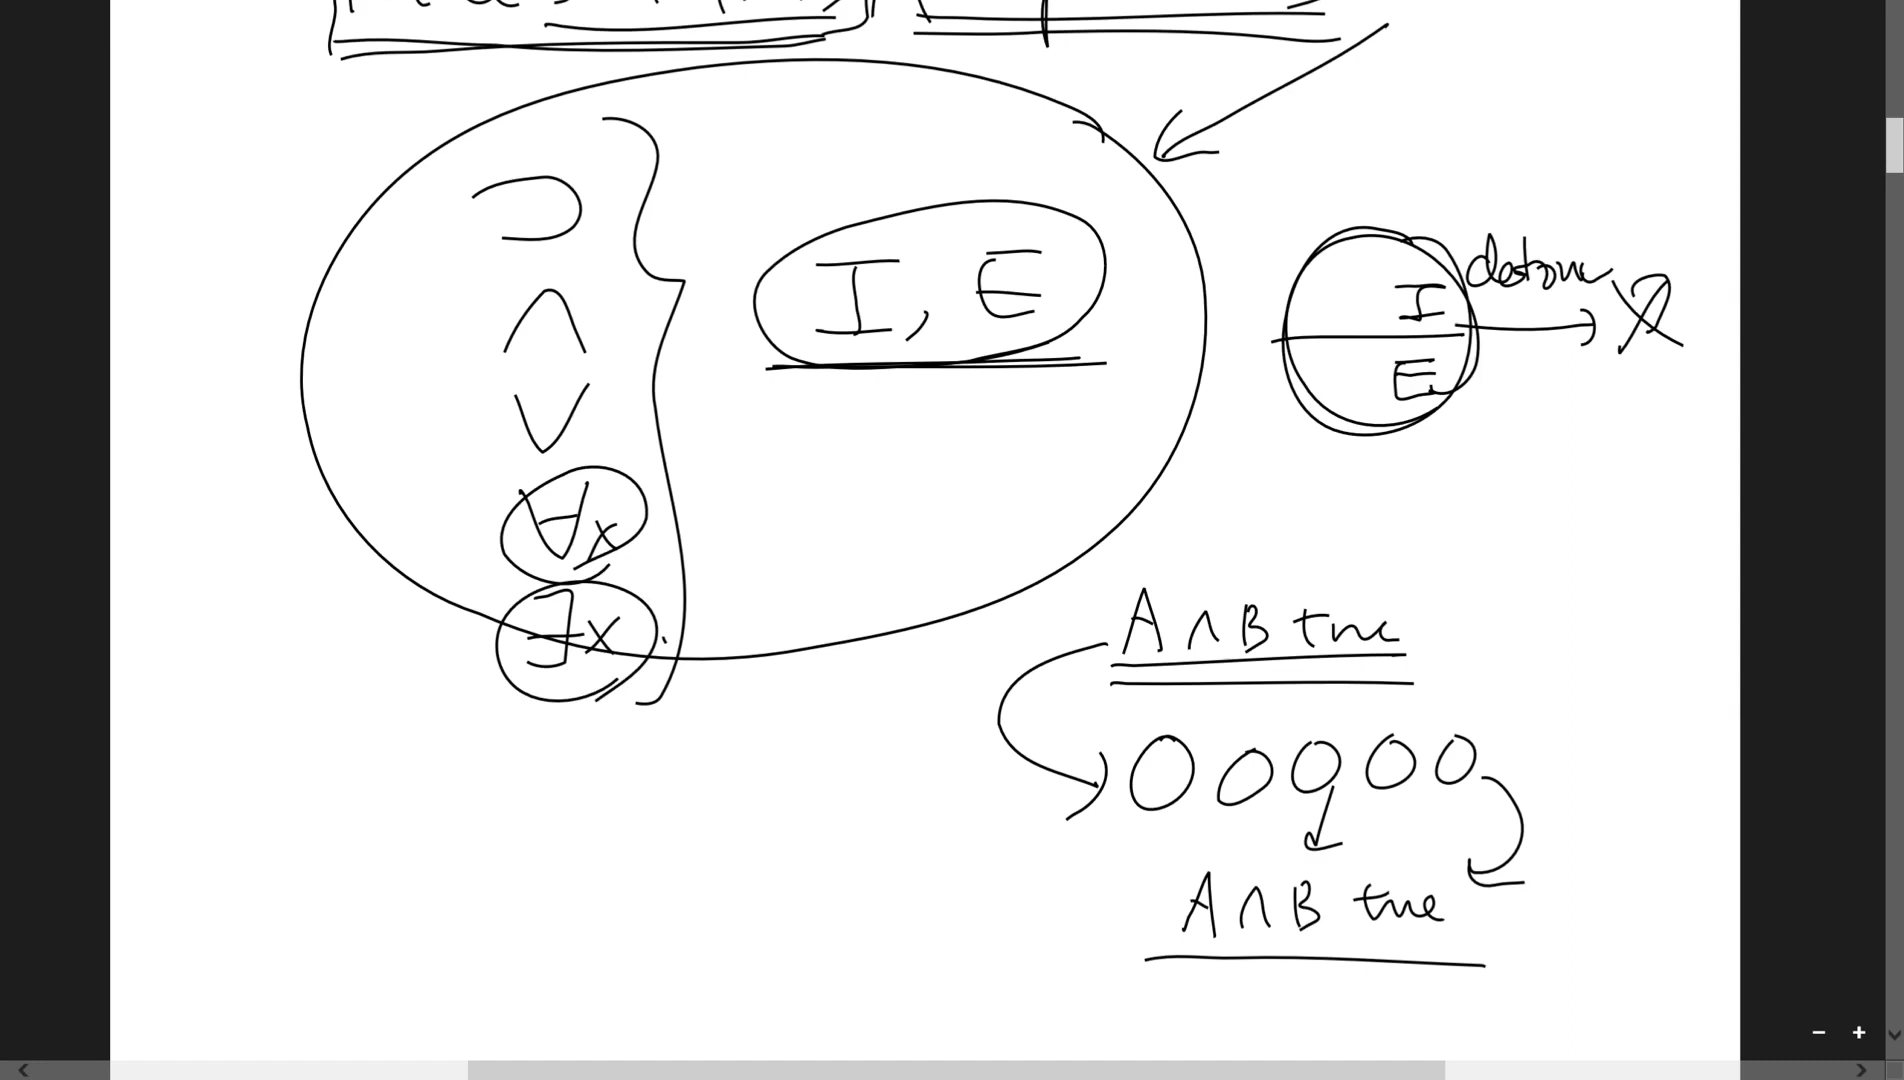 ⊃
∧
∨
∀x
∃x
I, E
I
E
A ∧ B true
A ∧ B true